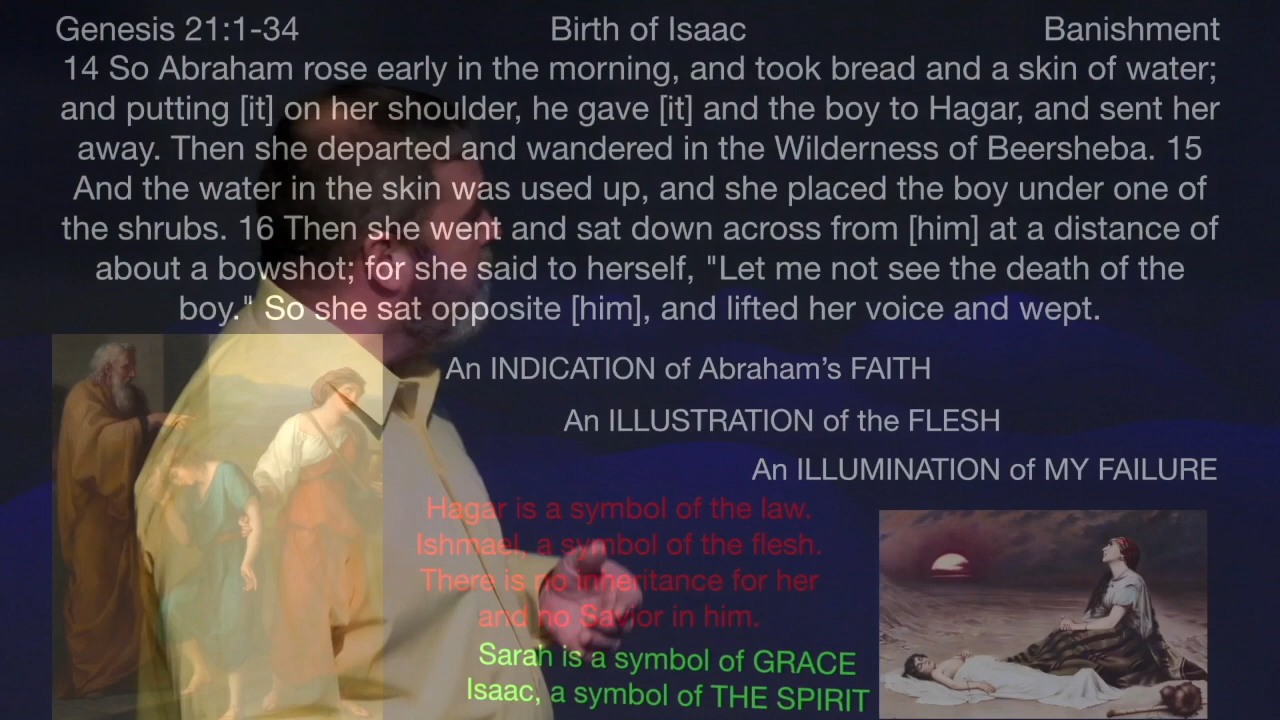 Genesis 21:1-34 Birth of Isaac Banishment
14 So Abraham rose early in the morning, and took bread and a skin of water;
and putting [it] on her shoulder, he gave [it] and the boy to Hagar, and sent her
away. Then she departed and wandered in the Wilderness of Beersheba. 15
And the water in the skin was used up, and she placed the boy under one of
the shrubs. 16 Then she went and sat down across from [him] at a distance of
about a bowshot; for she said to herself, "Let me not see the death of the
boy." So she sat opposite [him], and lifted her voice and wept.
An INDICATION of Abraham's FAITH
An ILLUSTRATION of the FLESH
An ILLUMINATION of MY FAILURE
Hagar is a symbol of the law.
Ishmael, a symbol of the flesh.
There is no inheritance for her
and no Savior in him.
Sarah is a symbol of GRACE
Isaac, a symbol of THE SPIRIT